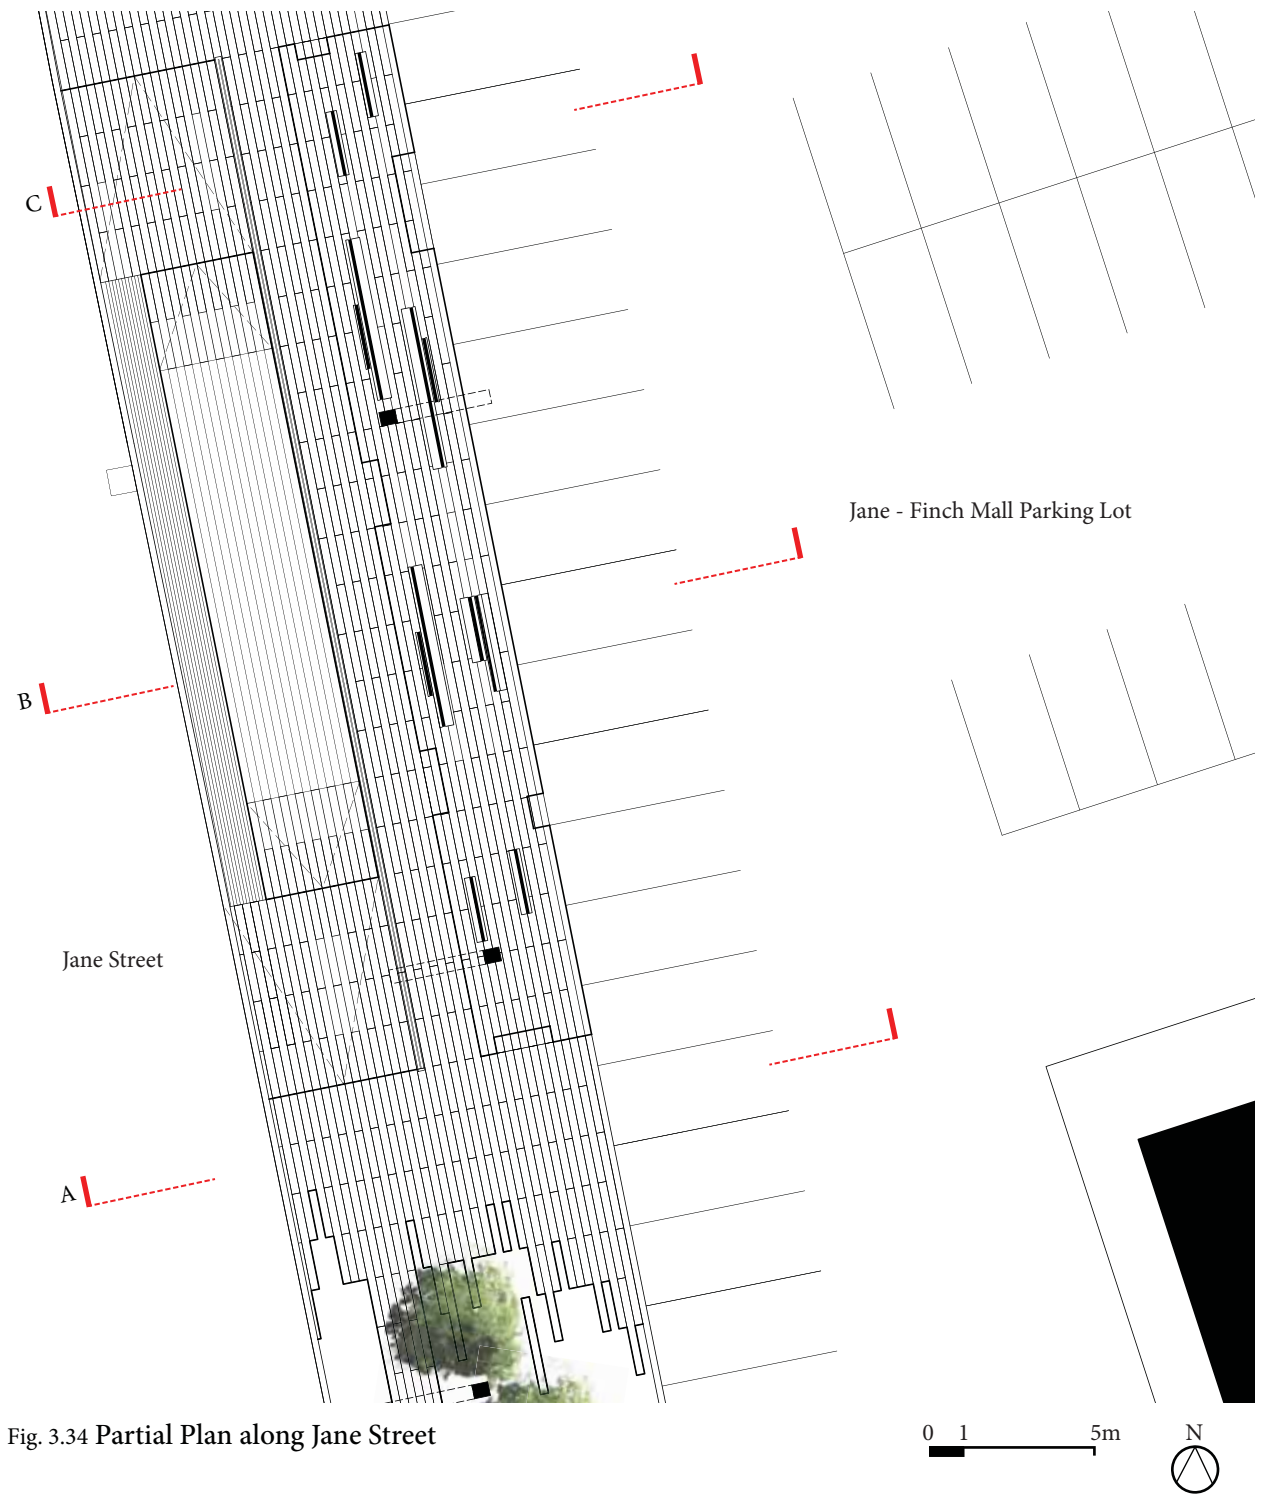 C
Jane - Finch Mall Parking Lot
B
Jane Street
A
Fig. 3.34 Partial Plan along Jane Street
0 1 5m
N